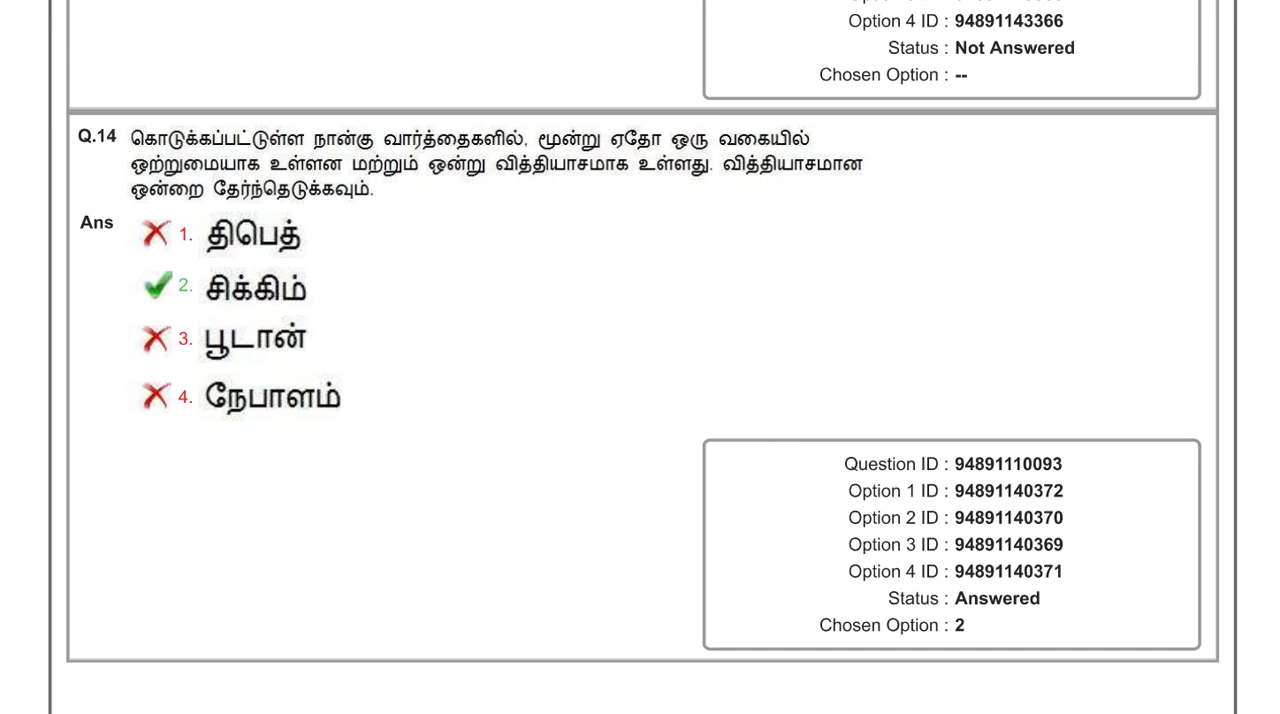 Option 4 ID : 94891143366
Status : Not Answered
Chosen Option : --
Q.14 கொடுக்கப்பட்டுள்ள நான்கு வார்த்தைகளில், மூன்று ஏதோ ஒரு வகையில்
ஒற்றுமையாக உள்ளன மற்றும் ஒன்று வித்தியாசமாக உள்ளது. வித்தியாசமான
ஒன்றை தேர்ந்தெடுக்கவும்.
Ans 1. திபெத்
2. சிக்கிம்
3. பூடான்
4. நேபாளம்
Question ID : 94891110093
Option 1 ID : 94891140372
Option 2 ID : 94891140370
Option 3 ID : 94891140369
Option 4 ID : 94891140371
Status : Answered
Chosen Option : 2